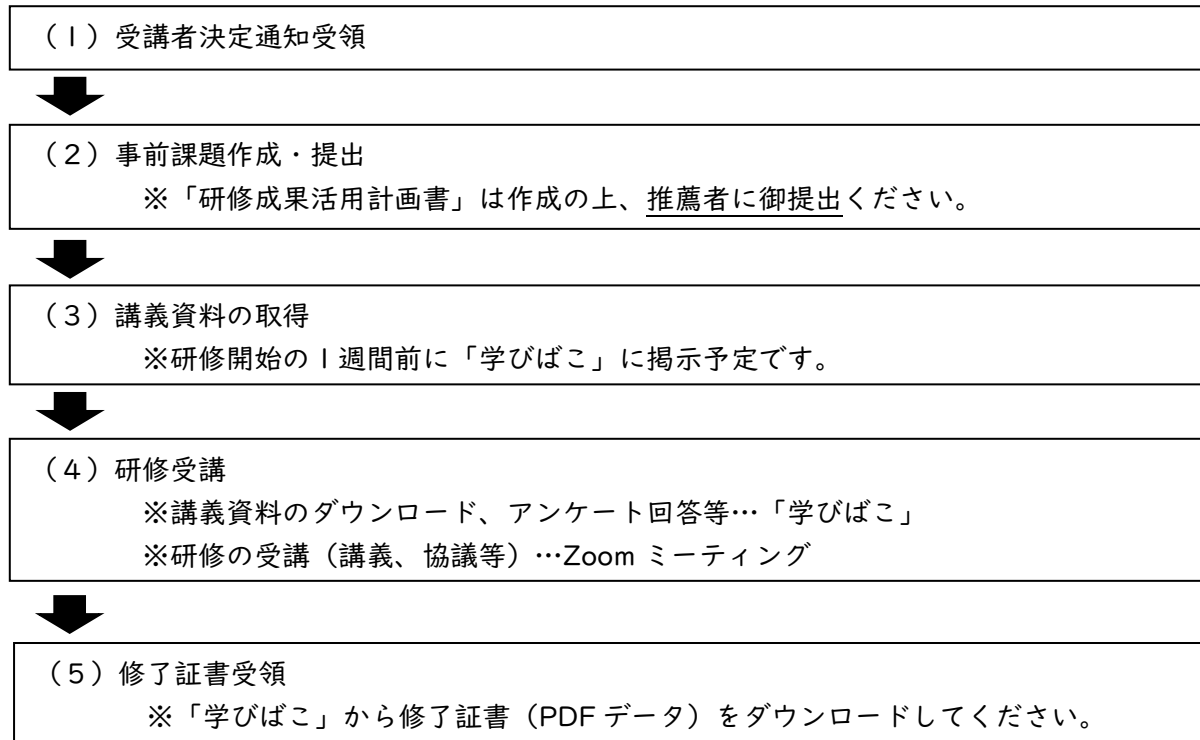 （１）受講者決定通知受領
（２）事前課題作成・提出
※「研修成果活用計画書」は作成の上、推薦者に御提出ください。
（３）講義資料の取得
※研修開始の１週間前に「学びばこ」に掲示予定です。
（４）研修受講
※講義資料のダウンロード、アンケート回答等…「学びばこ」
※研修の受講（講義、協議等）…Zoom ミーティング
（５）修了証書受領
※「学びばこ」から修了証書（PDF データ）をダウンロードしてください。